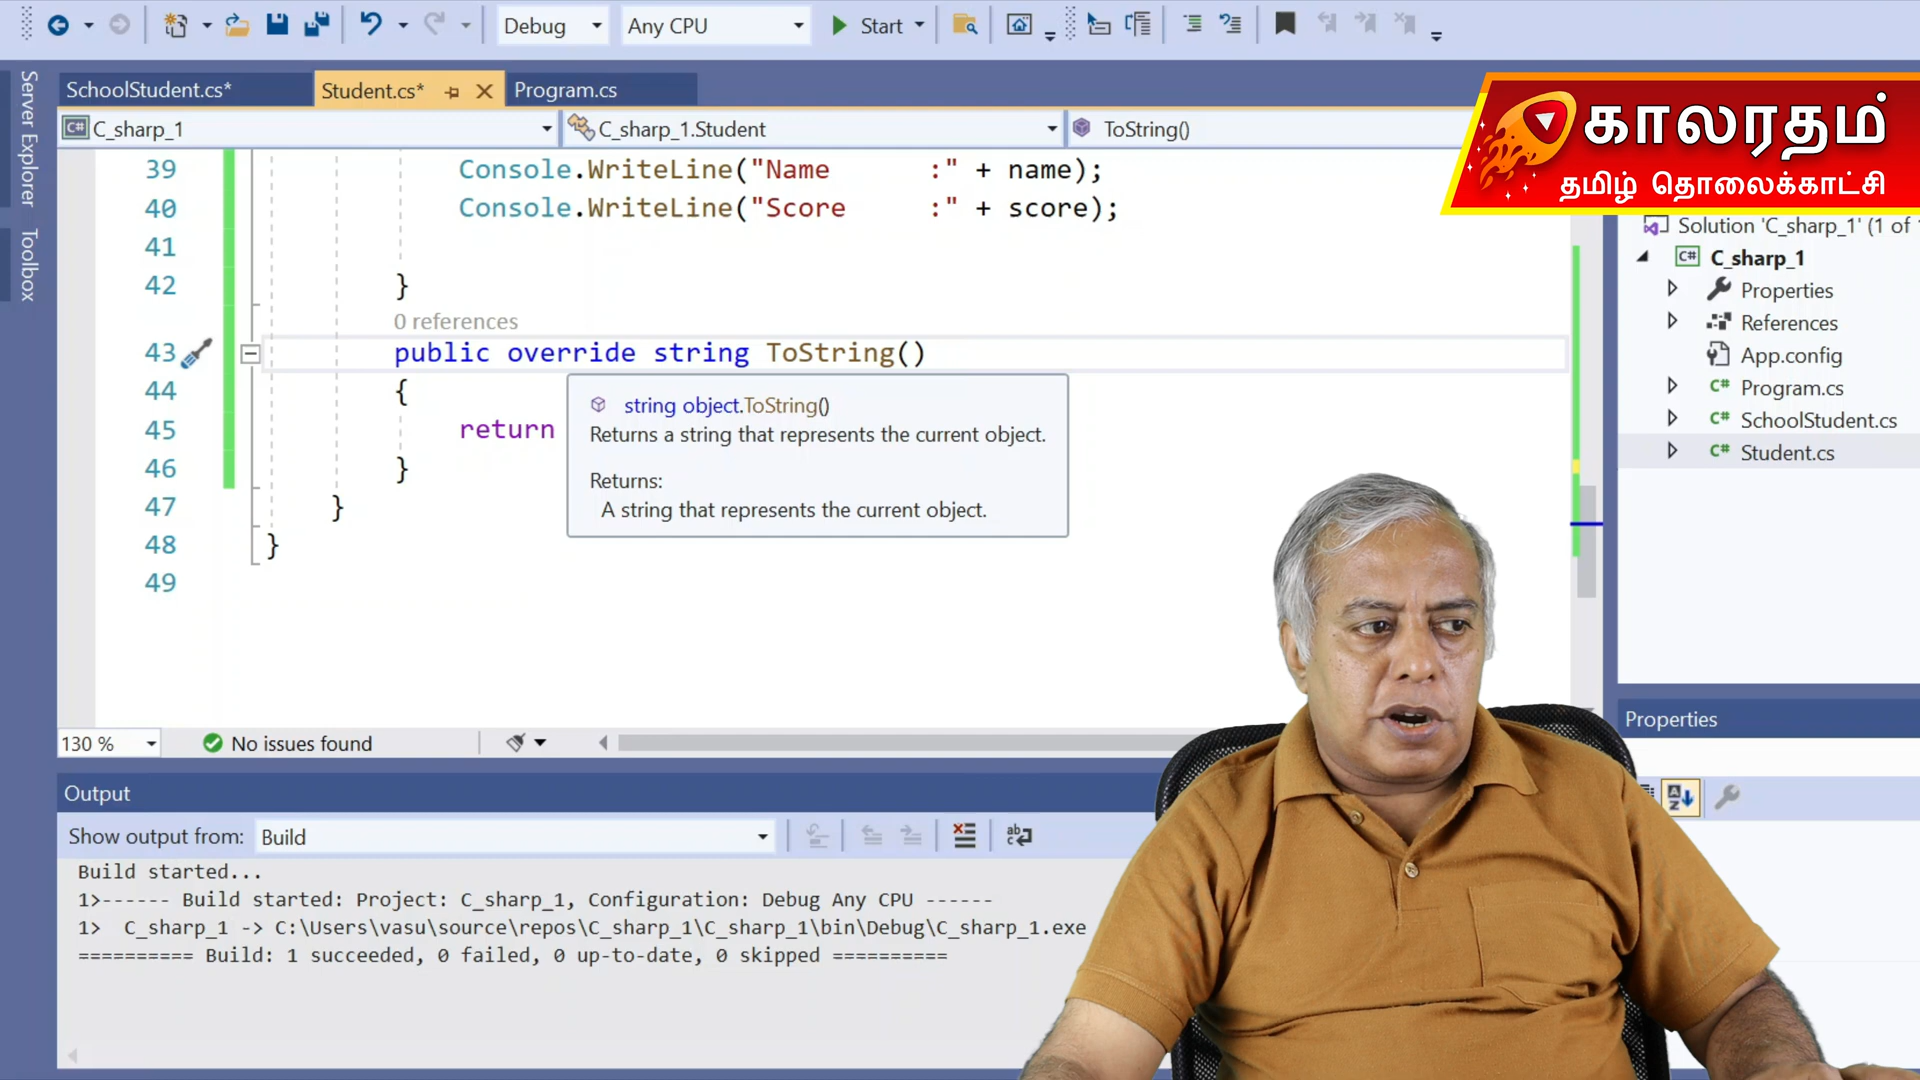 Debug
Any CPU
Start
Server Explorer
Toolbox
SchoolStudent.cs*
Student.cs*
Program.cs
C_sharp_1
C_sharp_1.Student
ToString()
காலரதம்
தமிழ் தொலைக்காட்சி
39 Console.WriteLine("Name :" + name);
40 Console.WriteLine("Score :" + score);
41
42 }
0 references
43 public override string ToString()
44 {
45 return
46 }
47 }
48 }
49
string object.ToString()
Returns a string that represents the current object.
Returns:
A string that represents the current object.
Solution 'C_sharp_1' (1 of 1
C# C_sharp_1
Properties
References
App.config
C# Program.cs
C# SchoolStudent.cs
C# Student.cs
Properties
130 %
No issues found
Output
Show output from: Build
Build started...
1>------ Build started: Project: C_sharp_1, Configuration: Debug Any CPU ------
1> C_sharp_1 -> C:\Users\vasu\source\repos\C_sharp_1\C_sharp_1\bin\Debug\C_sharp_1.exe
========== Build: 1 succeeded, 0 failed, 0 up-to-date, 0 skipped ==========